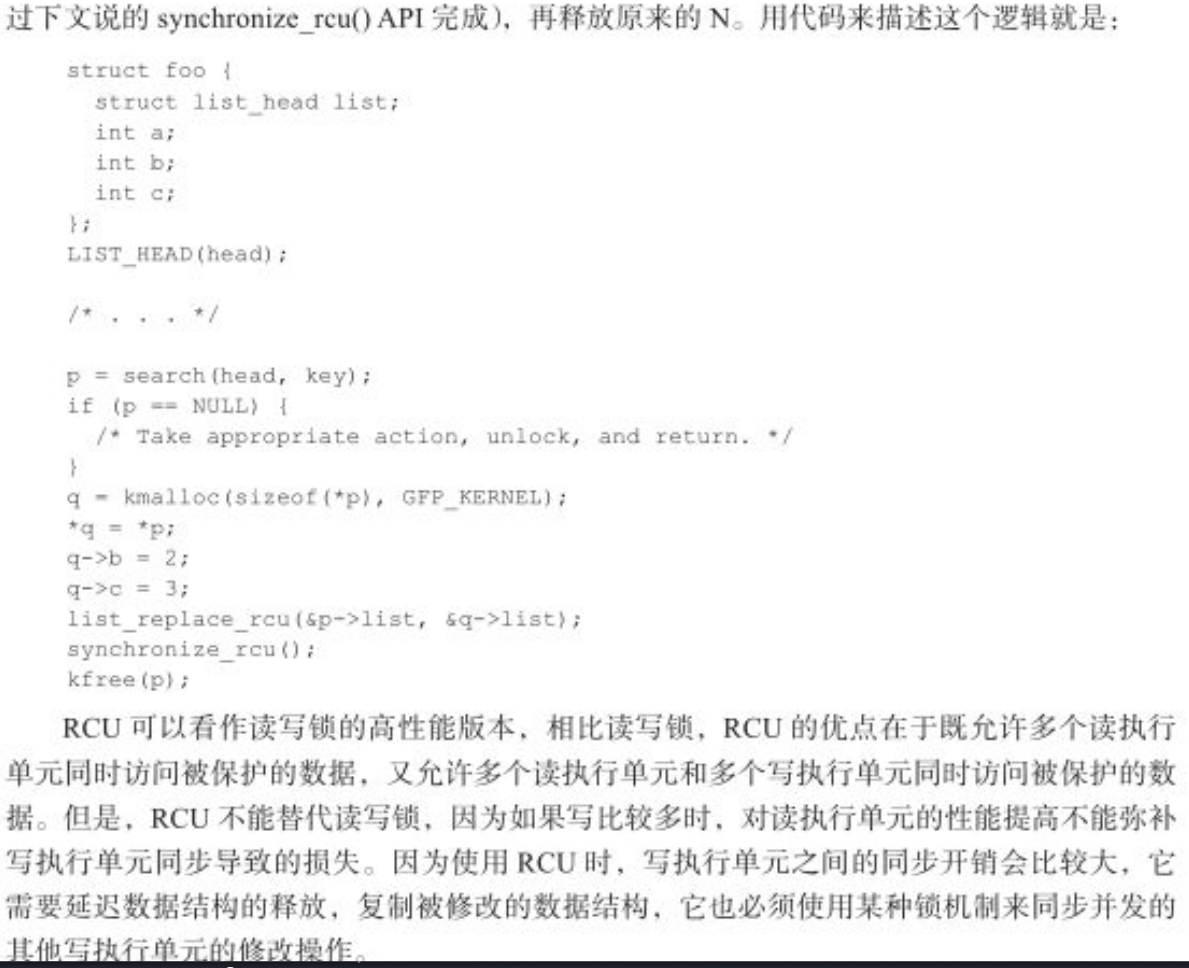 过下文说的 synchronize_rcu() API 完成），再释放原来的 N。用代码来描述这个逻辑就是：
struct foo {
  struct list_head list;
  int a;
  int b;
  int c;
};
LIST_HEAD(head);
/* . . . */
p = search(head, key);
if (p == NULL) {
  /* Take appropriate action, unlock, and return. */
}
q = kmalloc(sizeof(*p), GFP_KERNEL);
*q = *p;
q->b = 2;
q->c = 3;
list_replace_rcu(&p->list, &q->list);
synchronize_rcu();
kfree(p);
RCU 可以看作读写锁的高性能版本，相比读写锁，RCU 的优点在于既允许多个读执行
单元同时访问被保护的数据，又允许多个读执行单元和多个写执行单元同时访问被保护的数
据。但是，RCU 不能替代读写锁，因为如果写比较多时，对读执行单元的性能提高不能弥补
写执行单元同步导致的损失。因为使用 RCU 时，写执行单元之间的同步开销会比较大，它
需要延迟数据结构的释放，复制被修改的数据结构，它也必须使用某种锁机制来同步并发的
其他写执行单元的修改操作。